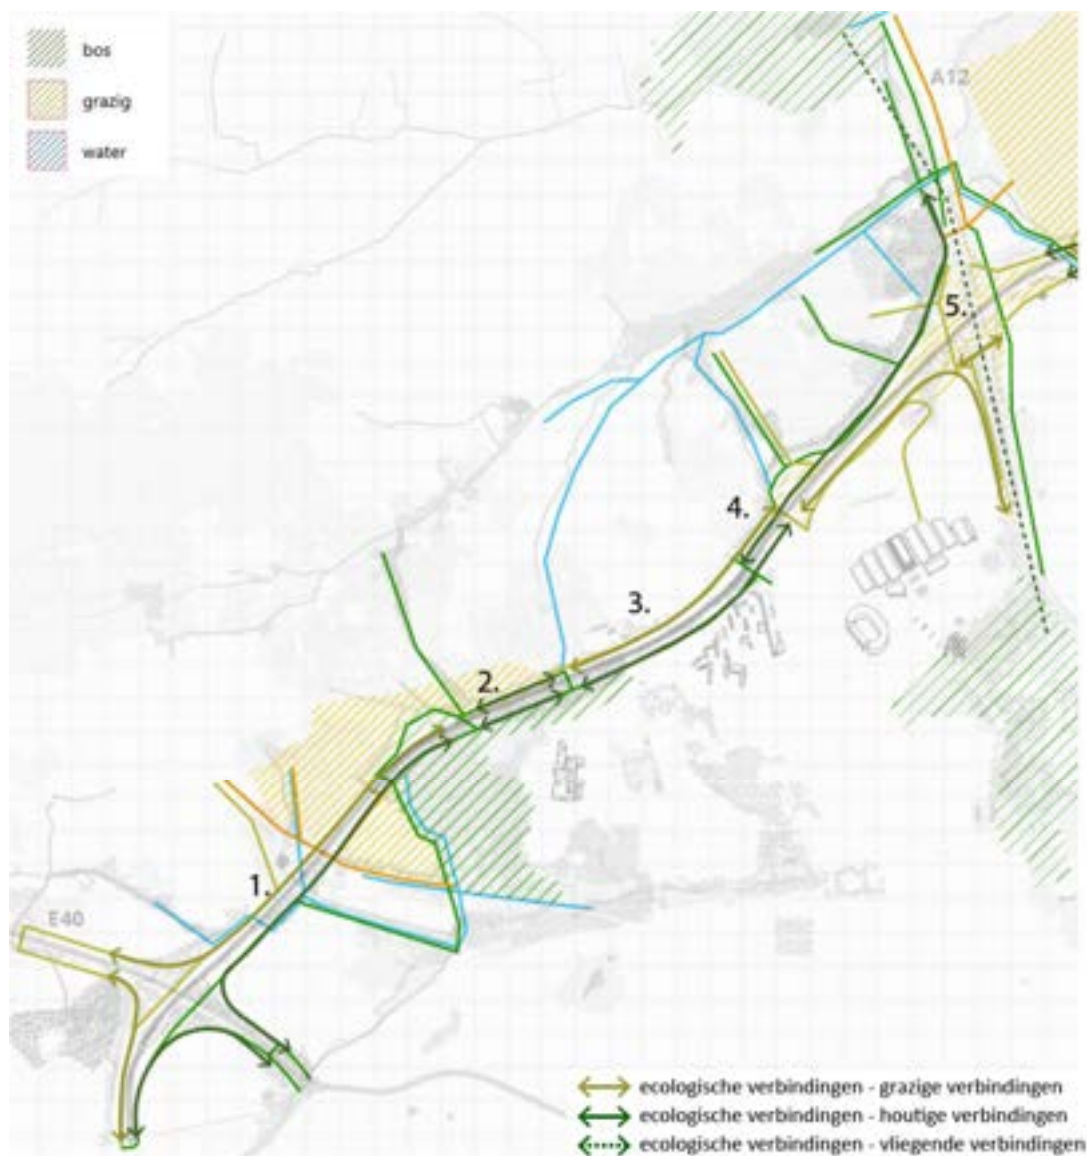 bos
grazig
water
A12
5.
4.
3.
2.
1.
E40
ecologische verbindingen - grazige verbindingen
ecologische verbindingen - houtige verbindingen
ecologische verbindingen - vliegende verbindingen